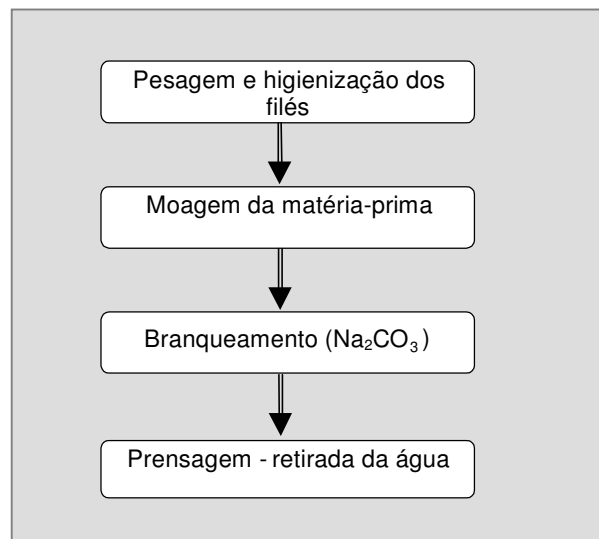 Pesagem e higienização dos
filés
Moagem da matéria-prima
Branqueamento (Na₂CO₃)
Prensagem - retirada da água